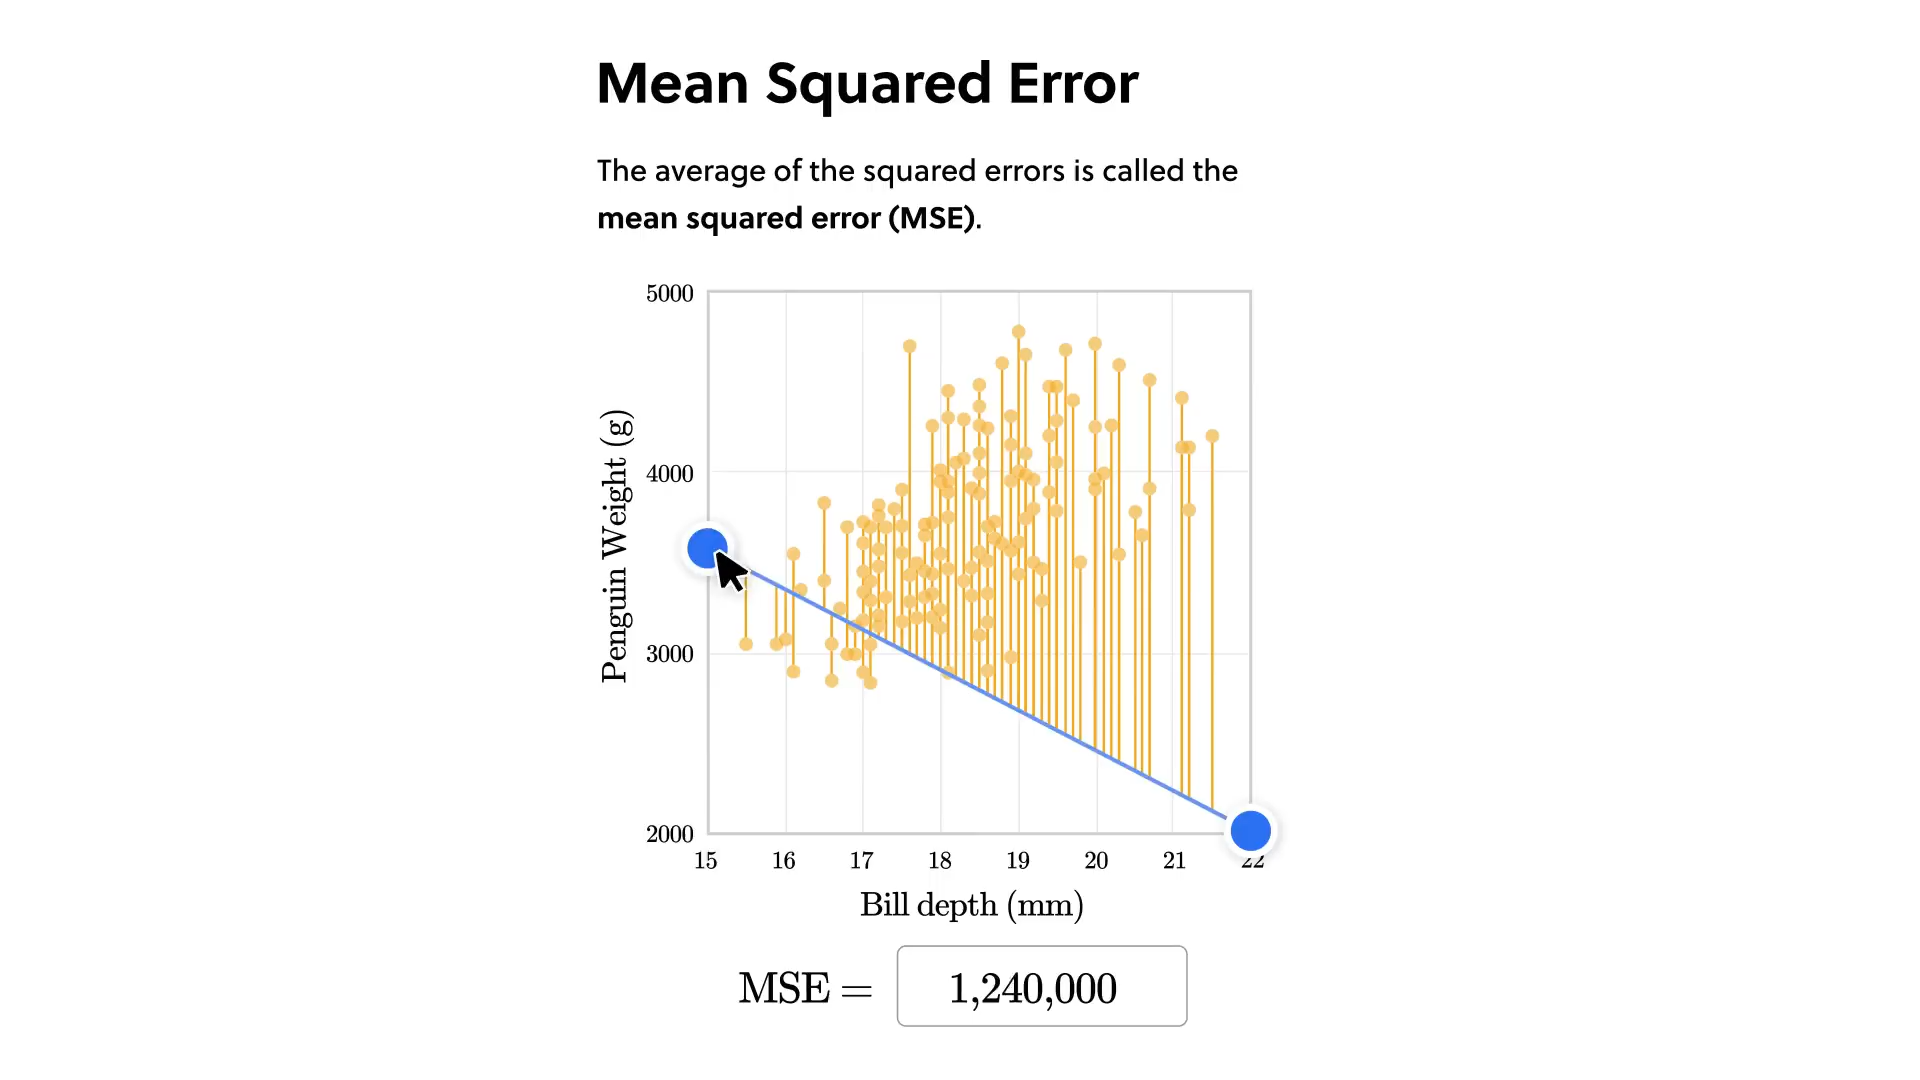 Mean Squared Error
The average of the squared errors is called the
mean squared error (MSE).
5000
4000
3000
2000
Penguin Weight (g)
15 16 17 18 19 20 21 22
Bill depth (mm)
MSE = 1,240,000